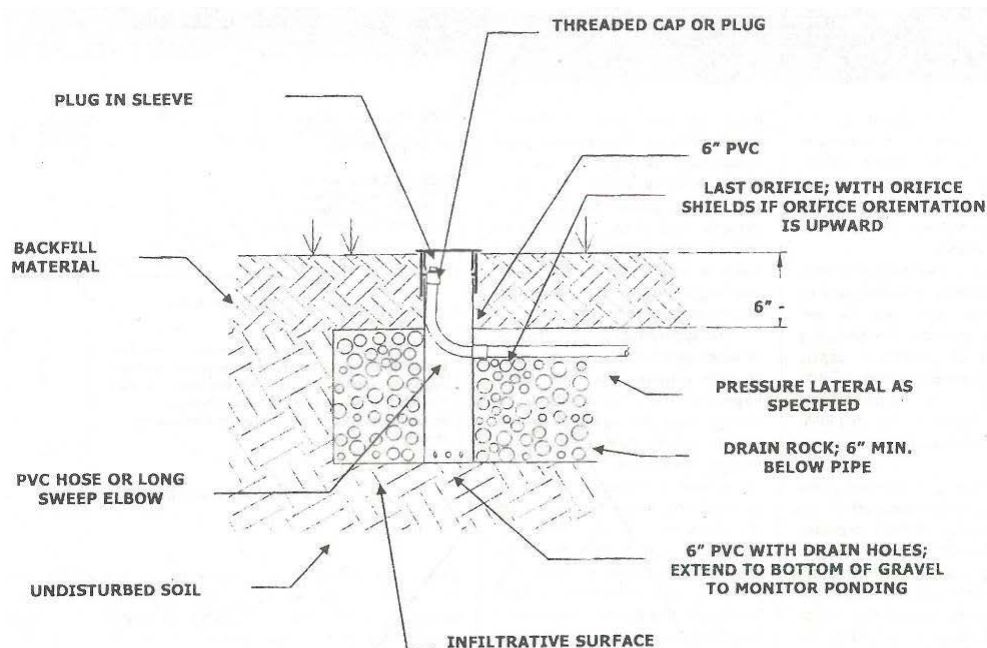 THREADED CAP OR PLUG
PLUG IN SLEEVE
6" PVC
LAST ORIFICE; WITH ORIFICE
SHIELDS IF ORIFICE ORIENTATION
IS UPWARD
BACKFILL
MATERIAL
6" -
PRESSURE LATERAL AS
SPECIFIED
DRAIN ROCK; 6" MIN.
BELOW PIPE
PVC HOSE OR LONG
SWEEP ELBOW
6" PVC WITH DRAIN HOLES;
EXTEND TO BOTTOM OF GRAVEL
TO MONITOR PONDING
UNDISTURBED SOIL
INFILTRATIVE SURFACE